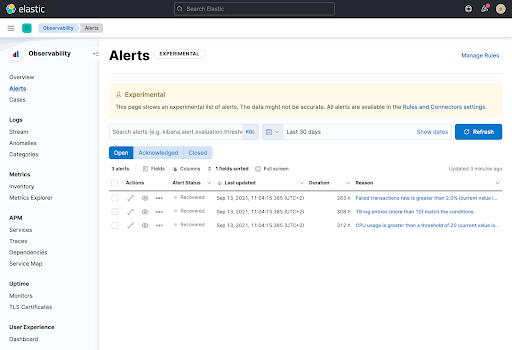 elastic
Search Elastic
Observability
Alerts
Observability
Overview
Alerts
Cases
Logs
Stream
Anomalies
Categories
Metrics
Inventory
Metrics Explorer
APM
Services
Traces
Dependencies
Service Map
Uptime
Monitors
TLS Certificates
User Experience
Dashboard
Alerts EXPERIMENTAL
Manage Rules
Experimental
This page shows an experimental list of alerts. The data might not be accurate. All alerts are available in the Rules and Connectors settings.
Search alerts (e.g. kibana.alert.evaluation.thresho KQL Last 30 days Show dates Refresh
Open Acknowledged Closed
3 alerts Fields Columns 1 fields sorted Full screen Updated 3 minutes ago
Actions Alert Status Last updated Duration Reason
Recovered Sep 13, 2021, 11:04:15.385 (UTC+2) 283 h Failed transactions rate is greater than 2.0% (current value i...
Recovered Sep 13, 2021, 11:04:15.385 (UTC+2) 308 h 19 log entries (more than 10) match the conditions.
Recovered Sep 13, 2021, 11:04:15.385 (UTC+2) 312 h CPU usage is greater than a threshold of 20 (current value is...